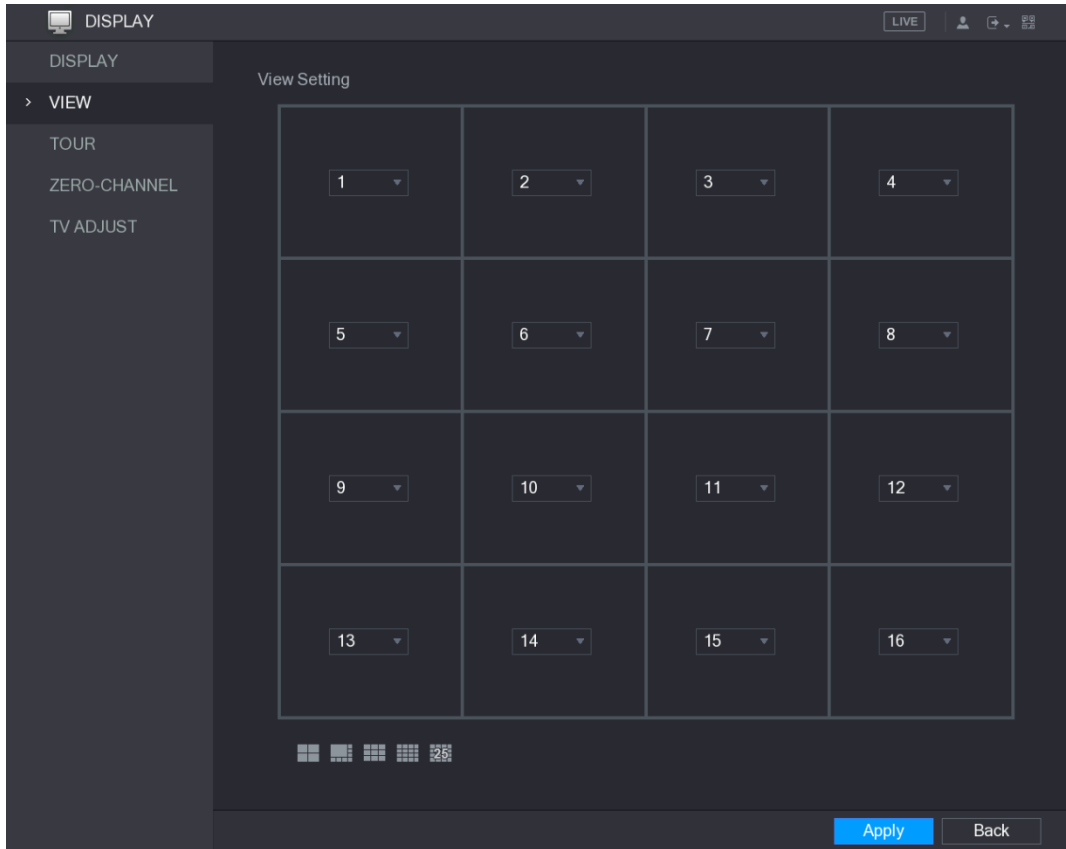 DISPLAY LIVE
DISPLAY
View Setting
VIEW
TOUR
ZERO-CHANNEL
TV ADJUST
1 2 3 4
5 6 7 8
9 10 11 12
13 14 15 16
25
Apply Back